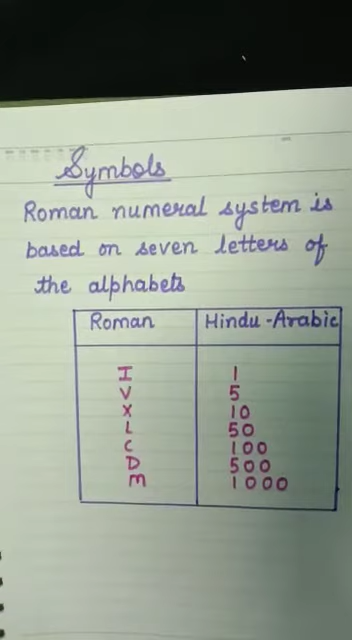 Symbols
Roman numeral system is
based on seven letters of
the alphabets
Roman Hindu-Arabic
I 1
V 5
X 10
L 50
C 100
D 500
M 1000